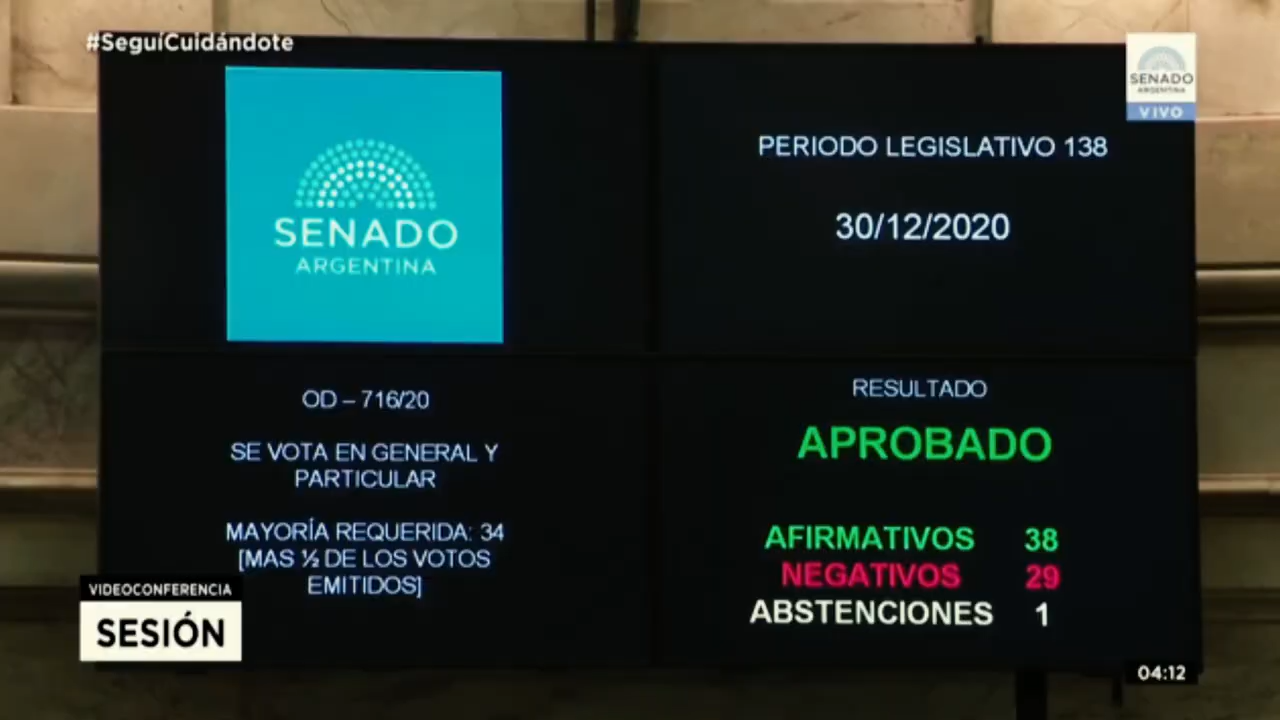 #SeguíCuidándote
SENADO
ARGENTINA
VIVO
SENADO
ARGENTINA
PERIODO LEGISLATIVO 138
30/12/2020
OD – 716/20
SE VOTA EN GENERAL Y
PARTICULAR
MAYORÍA REQUERIDA: 34
[MAS ½ DE LOS VOTOS
EMITIDOS]
RESULTADO
APROBADO
AFIRMATIVOS 38
NEGATIVOS 29
ABSTENCIONES 1
VIDEOCONFERENCIA
SESIÓN
04:12